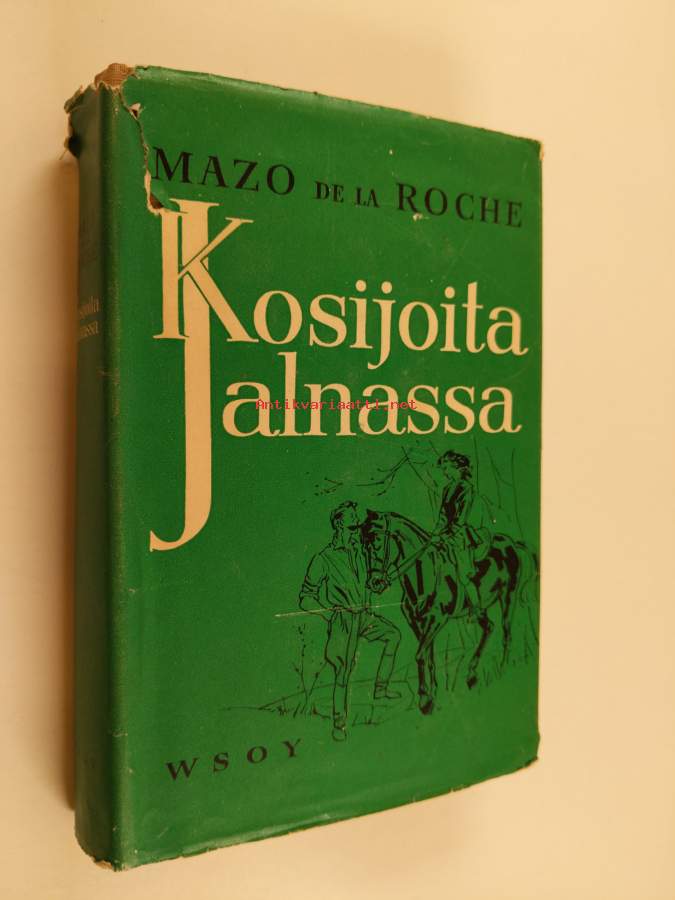 MAZO DE LA ROCHE
Kosijoita
Jalnassa
Antikvariaatti.net
WSOY